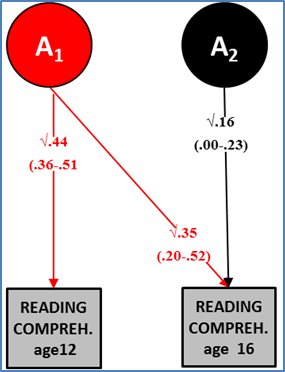 A1
A2
√.44
(.36-.51
√.16
(.00-.23)
√.35
(.20-.52)
READING
COMPREH.
age12
READING
COMPREH.
age 16